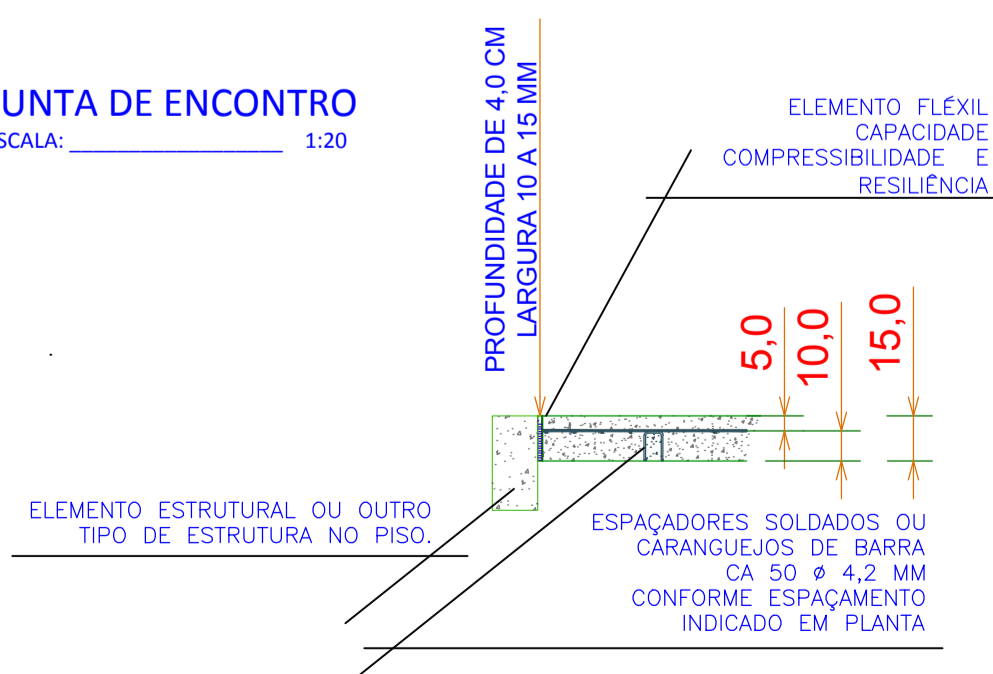 UNTA DE ENCONTRO
SCALA: __________________ 1:20
PROFUNDIDADE DE 4,0 CM
LARGURA 10 A 15 MM
ELEMENTO FLÉXIL
CAPACIDADE
COMPRESSIBILIDADE E
RESILIÊNCIA
5,0
10,0
15,0
ELEMENTO ESTRUTURAL OU OUTRO
TIPO DE ESTRUTURA NO PISO.
ESPAÇADORES SOLDADOS OU
CARANGUEJOS DE BARRA
CA 50 Ø 4,2 MM
CONFORME ESPAÇAMENTO
INDICADO EM PLANTA